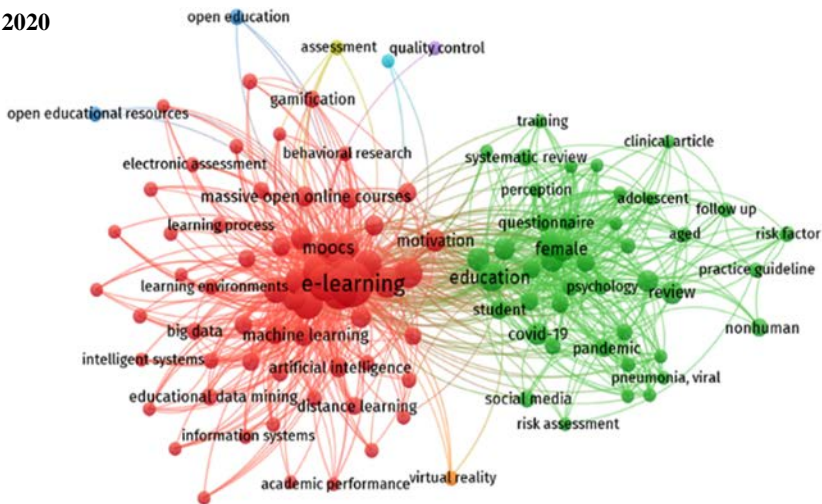 2020
open education
assessment
quality control
open educational resources
gamification
training
clinical article
electronic assessment
behavioral research
systematic review
massive open online courses
perception
adolescent
follow up
learning process
questionnaire
moocs
motivation
female
aged
risk factor
learning environments
e-learning
education
psychology
review
practice guideline
student
big data
machine learning
covid-19
pandemic
nonhuman
intelligent systems
artificial intelligence
pneumonia, viral
educational data mining
distance learning
social media
information systems
risk assessment
academic performance
virtual reality